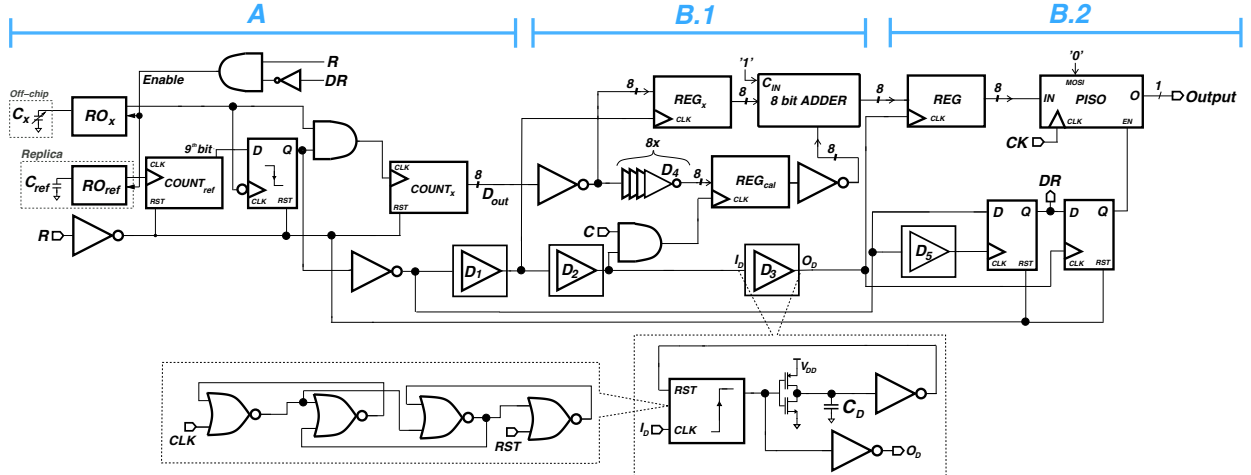 A
B.1
B.2
R
DR
Enable
Off-chip
Cx
ROx
Replica
Cref
ROref
CLK
COUNTref
RST
9th bit
D
Q
CLK
RST
CLK
COUNTx
RST
8
Dout
R
8
REGx
CLK
8
'1'
CIN
8 bit ADDER
8
8x
D4
8
REGcal
CLK
8
C
D1
D2
ID
D3
OD
REG
CLK
8
'0'
MOSI
IN
PISO
O
CLK
EN
1
Output
CK
DR
D5
D
Q
CLK
RST
D
Q
CLK
RST
CLK
RST
RST
CLK
ID
VDD
CD
OD